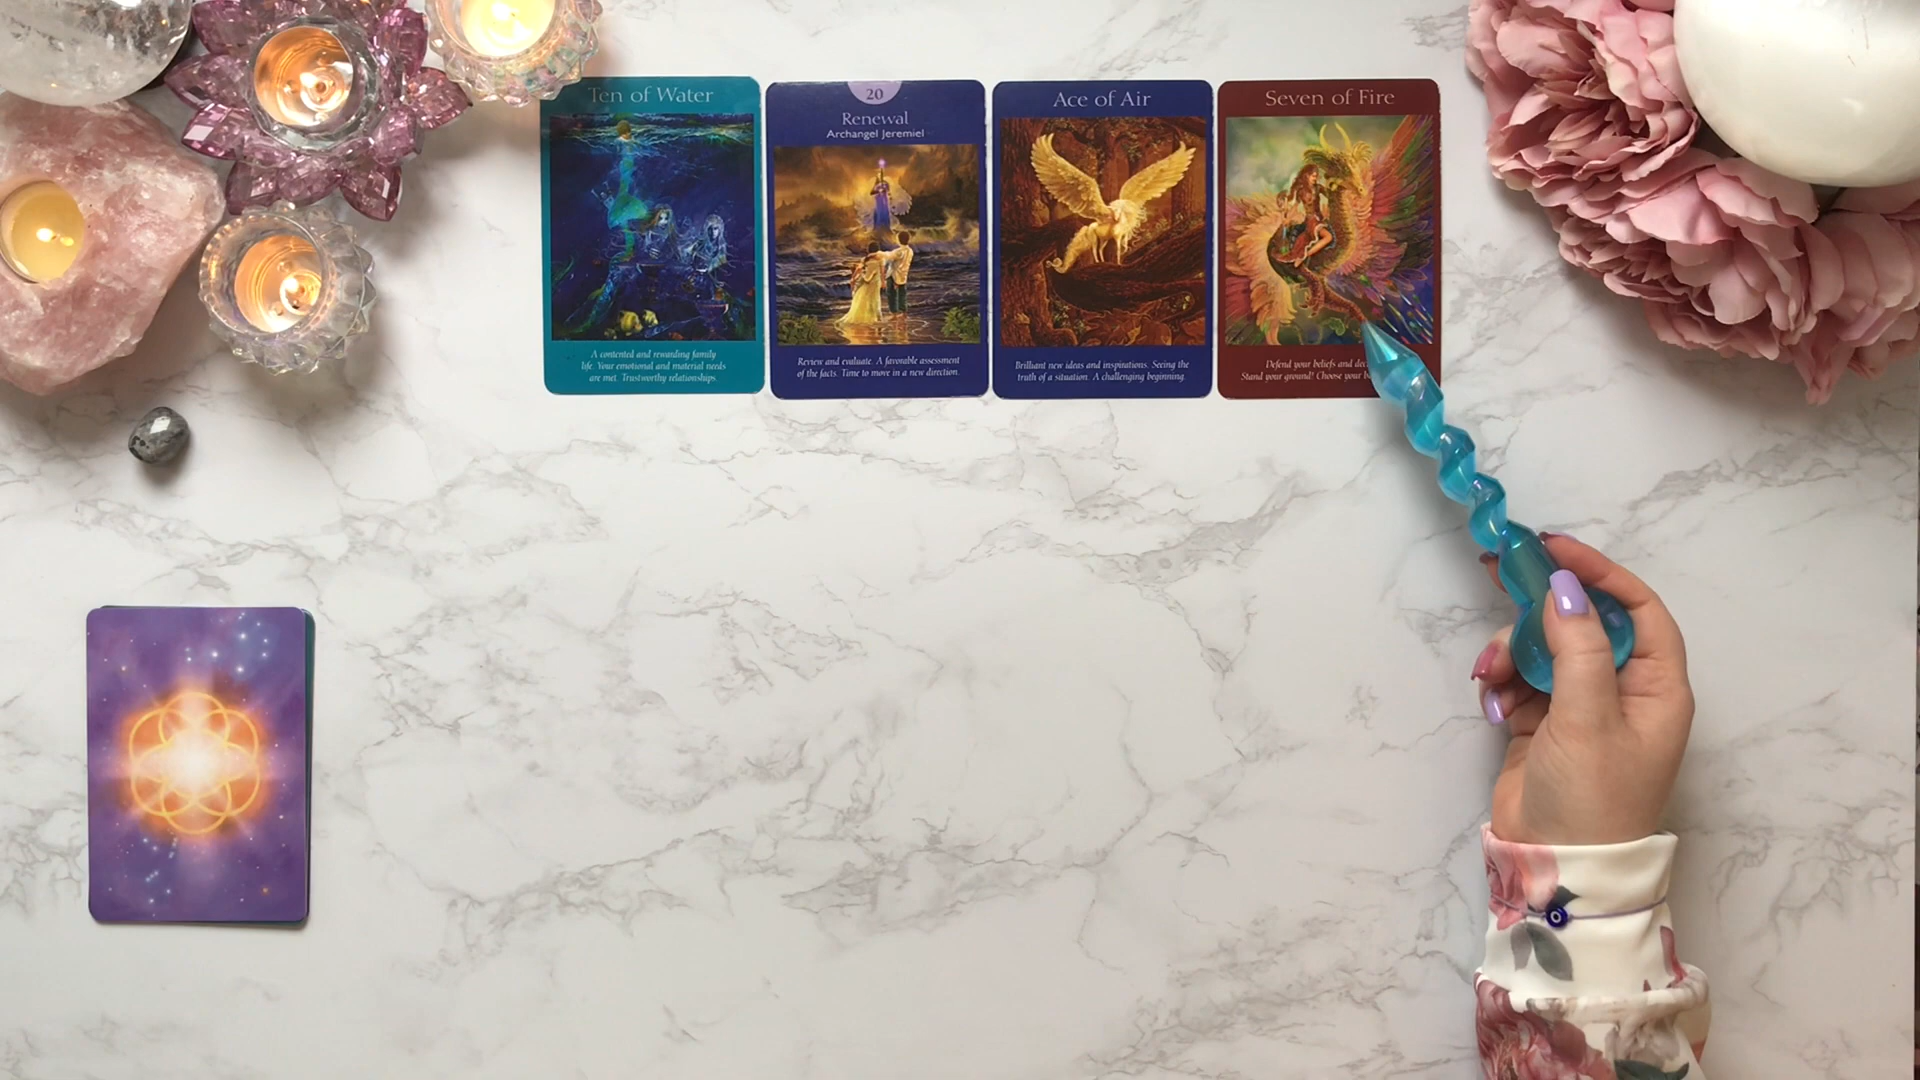 Ten of Water
A contented and rewarding family
life. Your emotional and material needs
are met. Trustworthy relationships.
20
Renewal
Archangel Jeremiel
Review and evaluate. A favorable assessment
of the facts. Time to move in a new direction.
Ace of Air
Brilliant new ideas and inspirations. Seeing the
truth of a situation. A challenging beginning.
Seven of Fire
Defend your beliefs and
Stand your ground! Choose your